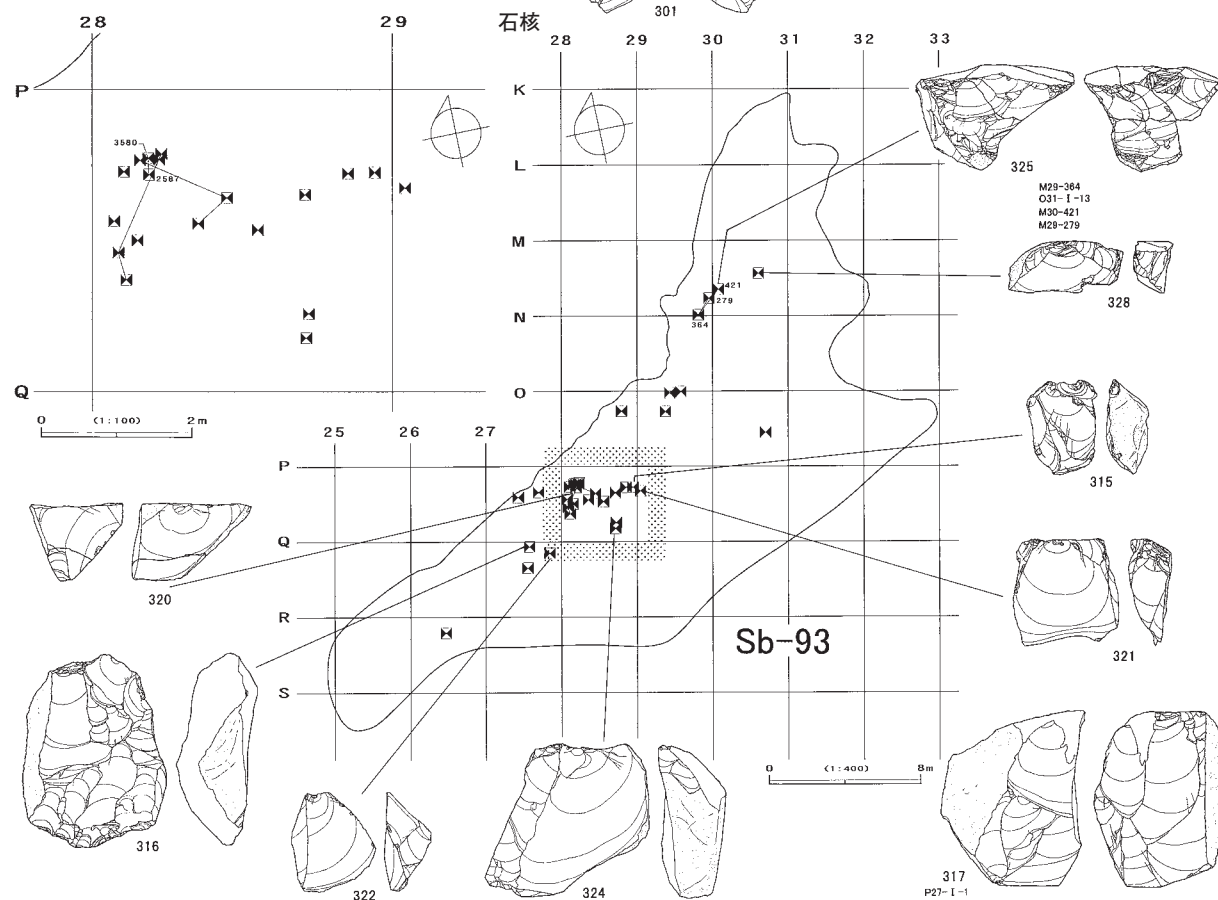 301
石核
28 29
P
3580
2587
Q
0 (1:100) 2m
28 29 30 31 32 33
K
L
M
N
O
25 26 27
P
Q
R
S
421
279
364
Sb-93
0 (1:400) 8m
325
M29-364
O31-I-13
M30-421
M29-279
328
315
321
317
P27-I-1
320
316
322
324